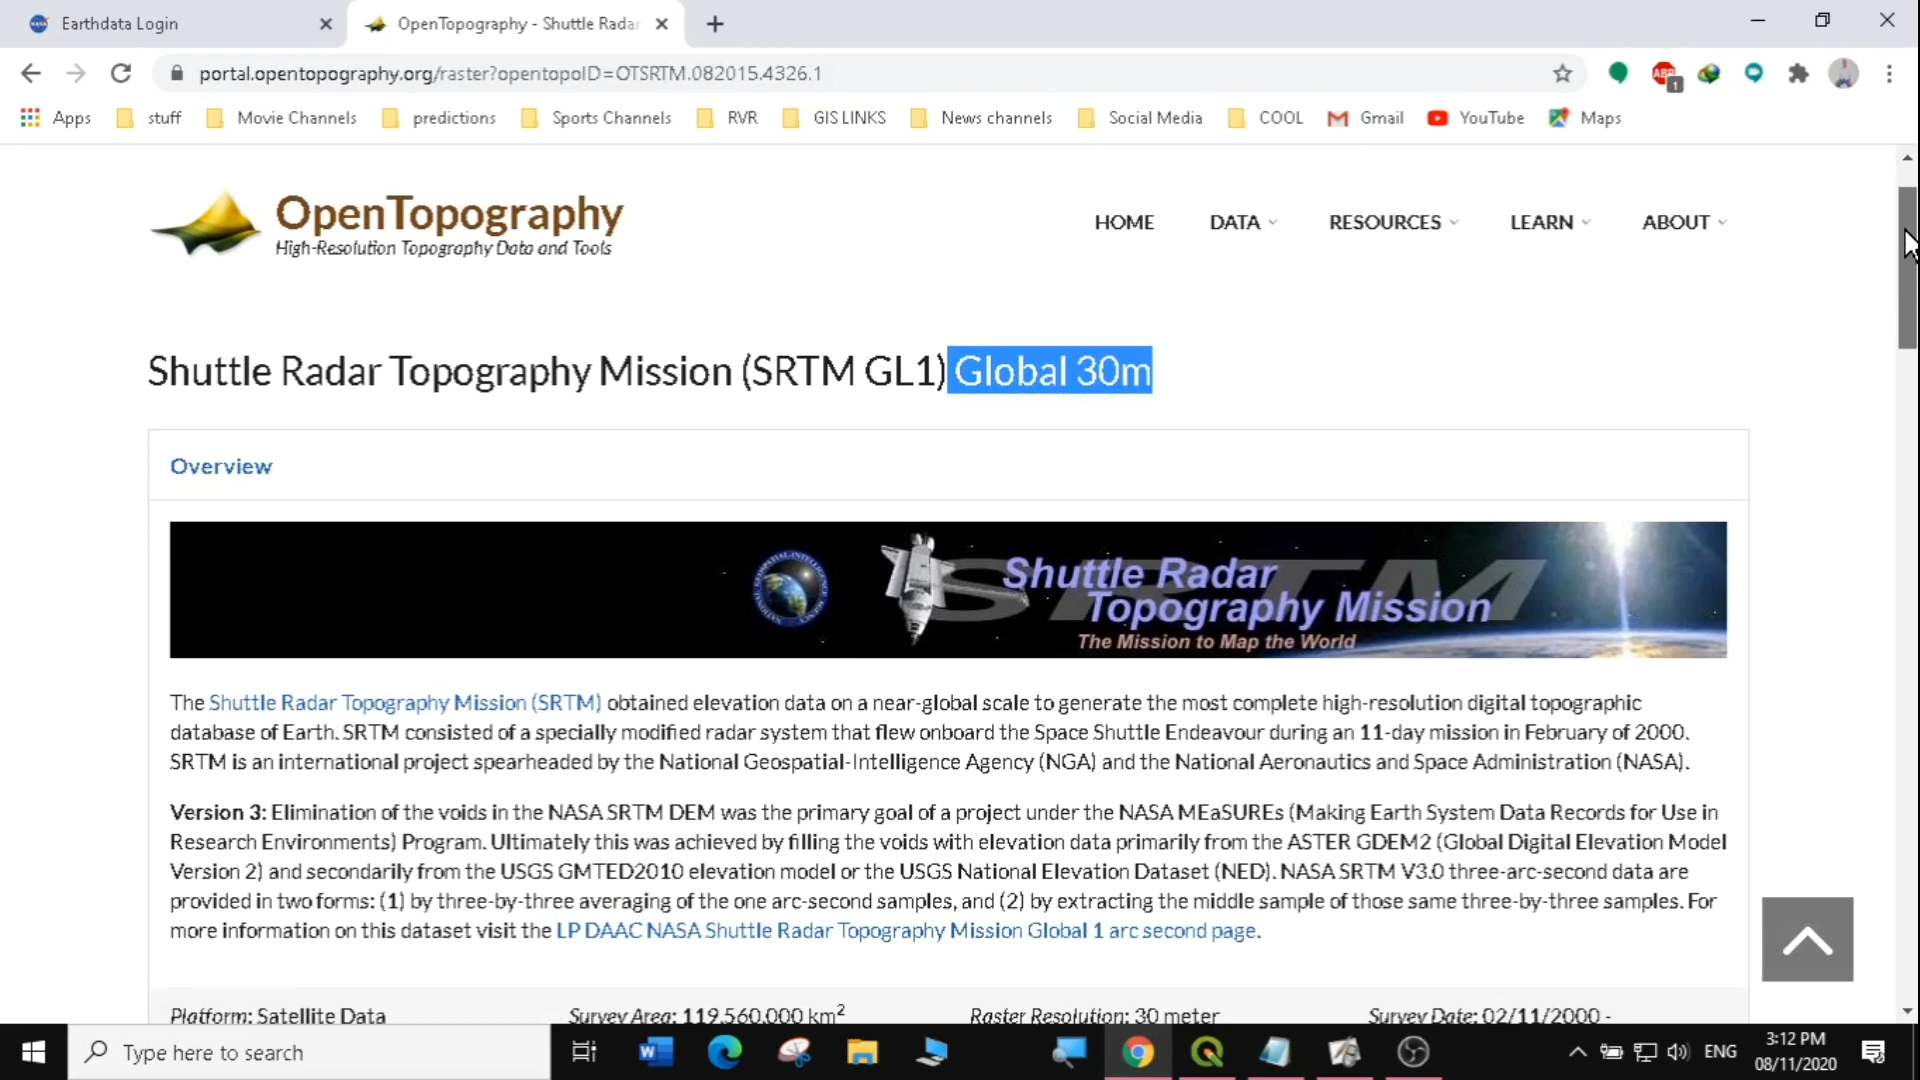 Earthdata Login
OpenTopography - Shuttle Radar
portal.opentopography.org/raster?opentopoID=OTSRTM.082015.4326.1
ABP 1
Apps stuff Movie Channels predictions Sports Channels RVR GIS LINKS News channels Social Media COOL Gmail YouTube Maps
OpenTopography
High-Resolution Topography Data and Tools
HOME DATA RESOURCES LEARN ABOUT
Shuttle Radar Topography Mission (SRTM GL1) Global 30m
Overview
SRTM
Shuttle Radar
Topography Mission
The Mission to Map the World
The Shuttle Radar Topography Mission (SRTM) obtained elevation data on a near-global scale to generate the most complete high-resolution digital topographic
database of Earth. SRTM consisted of a specially modified radar system that flew onboard the Space Shuttle Endeavour during an 11-day mission in February of 2000.
SRTM is an international project spearheaded by the National Geospatial-Intelligence Agency (NGA) and the National Aeronautics and Space Administration (NASA).
Version 3: Elimination of the voids in the NASA SRTM DEM was the primary goal of a project under the NASA MEaSUREs (Making Earth System Data Records for Use in
Research Environments) Program. Ultimately this was achieved by filling the voids with elevation data primarily from the ASTER GDEM2 (Global Digital Elevation Model
Version 2) and secondarily from the USGS GMTED2010 elevation model or the USGS National Elevation Dataset (NED). NASA SRTM V3.0 three-arc-second data are
provided in two forms: (1) by three-by-three averaging of the one arc-second samples, and (2) by extracting the middle sample of those same three-by-three samples. For
more information on this dataset visit the LP DAAC NASA Shuttle Radar Topography Mission Global 1 arc second page.
Platform: Satellite Data Survey Area: 119,560,000 km² Raster Resolution: 30 meter Survey Date: 02/11/2000 -
Type here to search
ENG
3:12 PM
08/11/2020